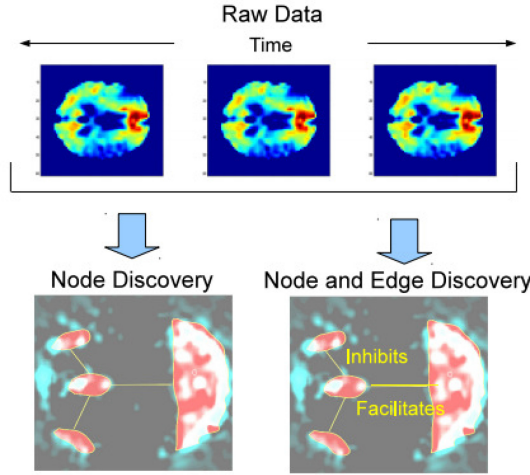 Raw Data
Time
Node Discovery
Node and Edge Discovery
Inhibits
Facilitates